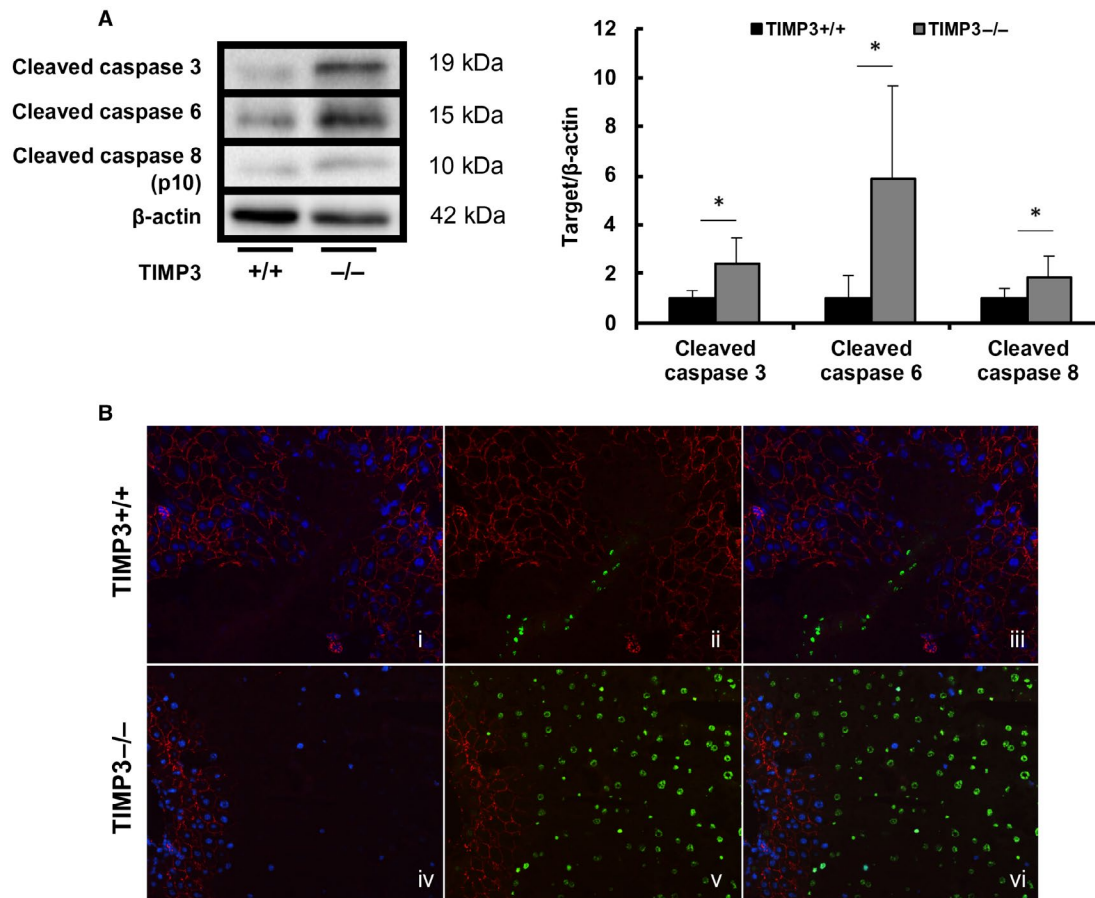 A
Cleaved caspase 3
19 kDa
Cleaved caspase 6
15 kDa
Cleaved caspase 8
(p10)
10 kDa
β-actin
42 kDa
TIMP3
+/+
–/–
TIMP3+/+
TIMP3–/–
Target/β-actin
12
10
8
6
4
2
0
*
*
*
Cleaved
caspase 3
Cleaved
caspase 6
Cleaved
caspase 8
B
TIMP3+/+
i
ii
iii
TIMP3–/–
iv
v
vi